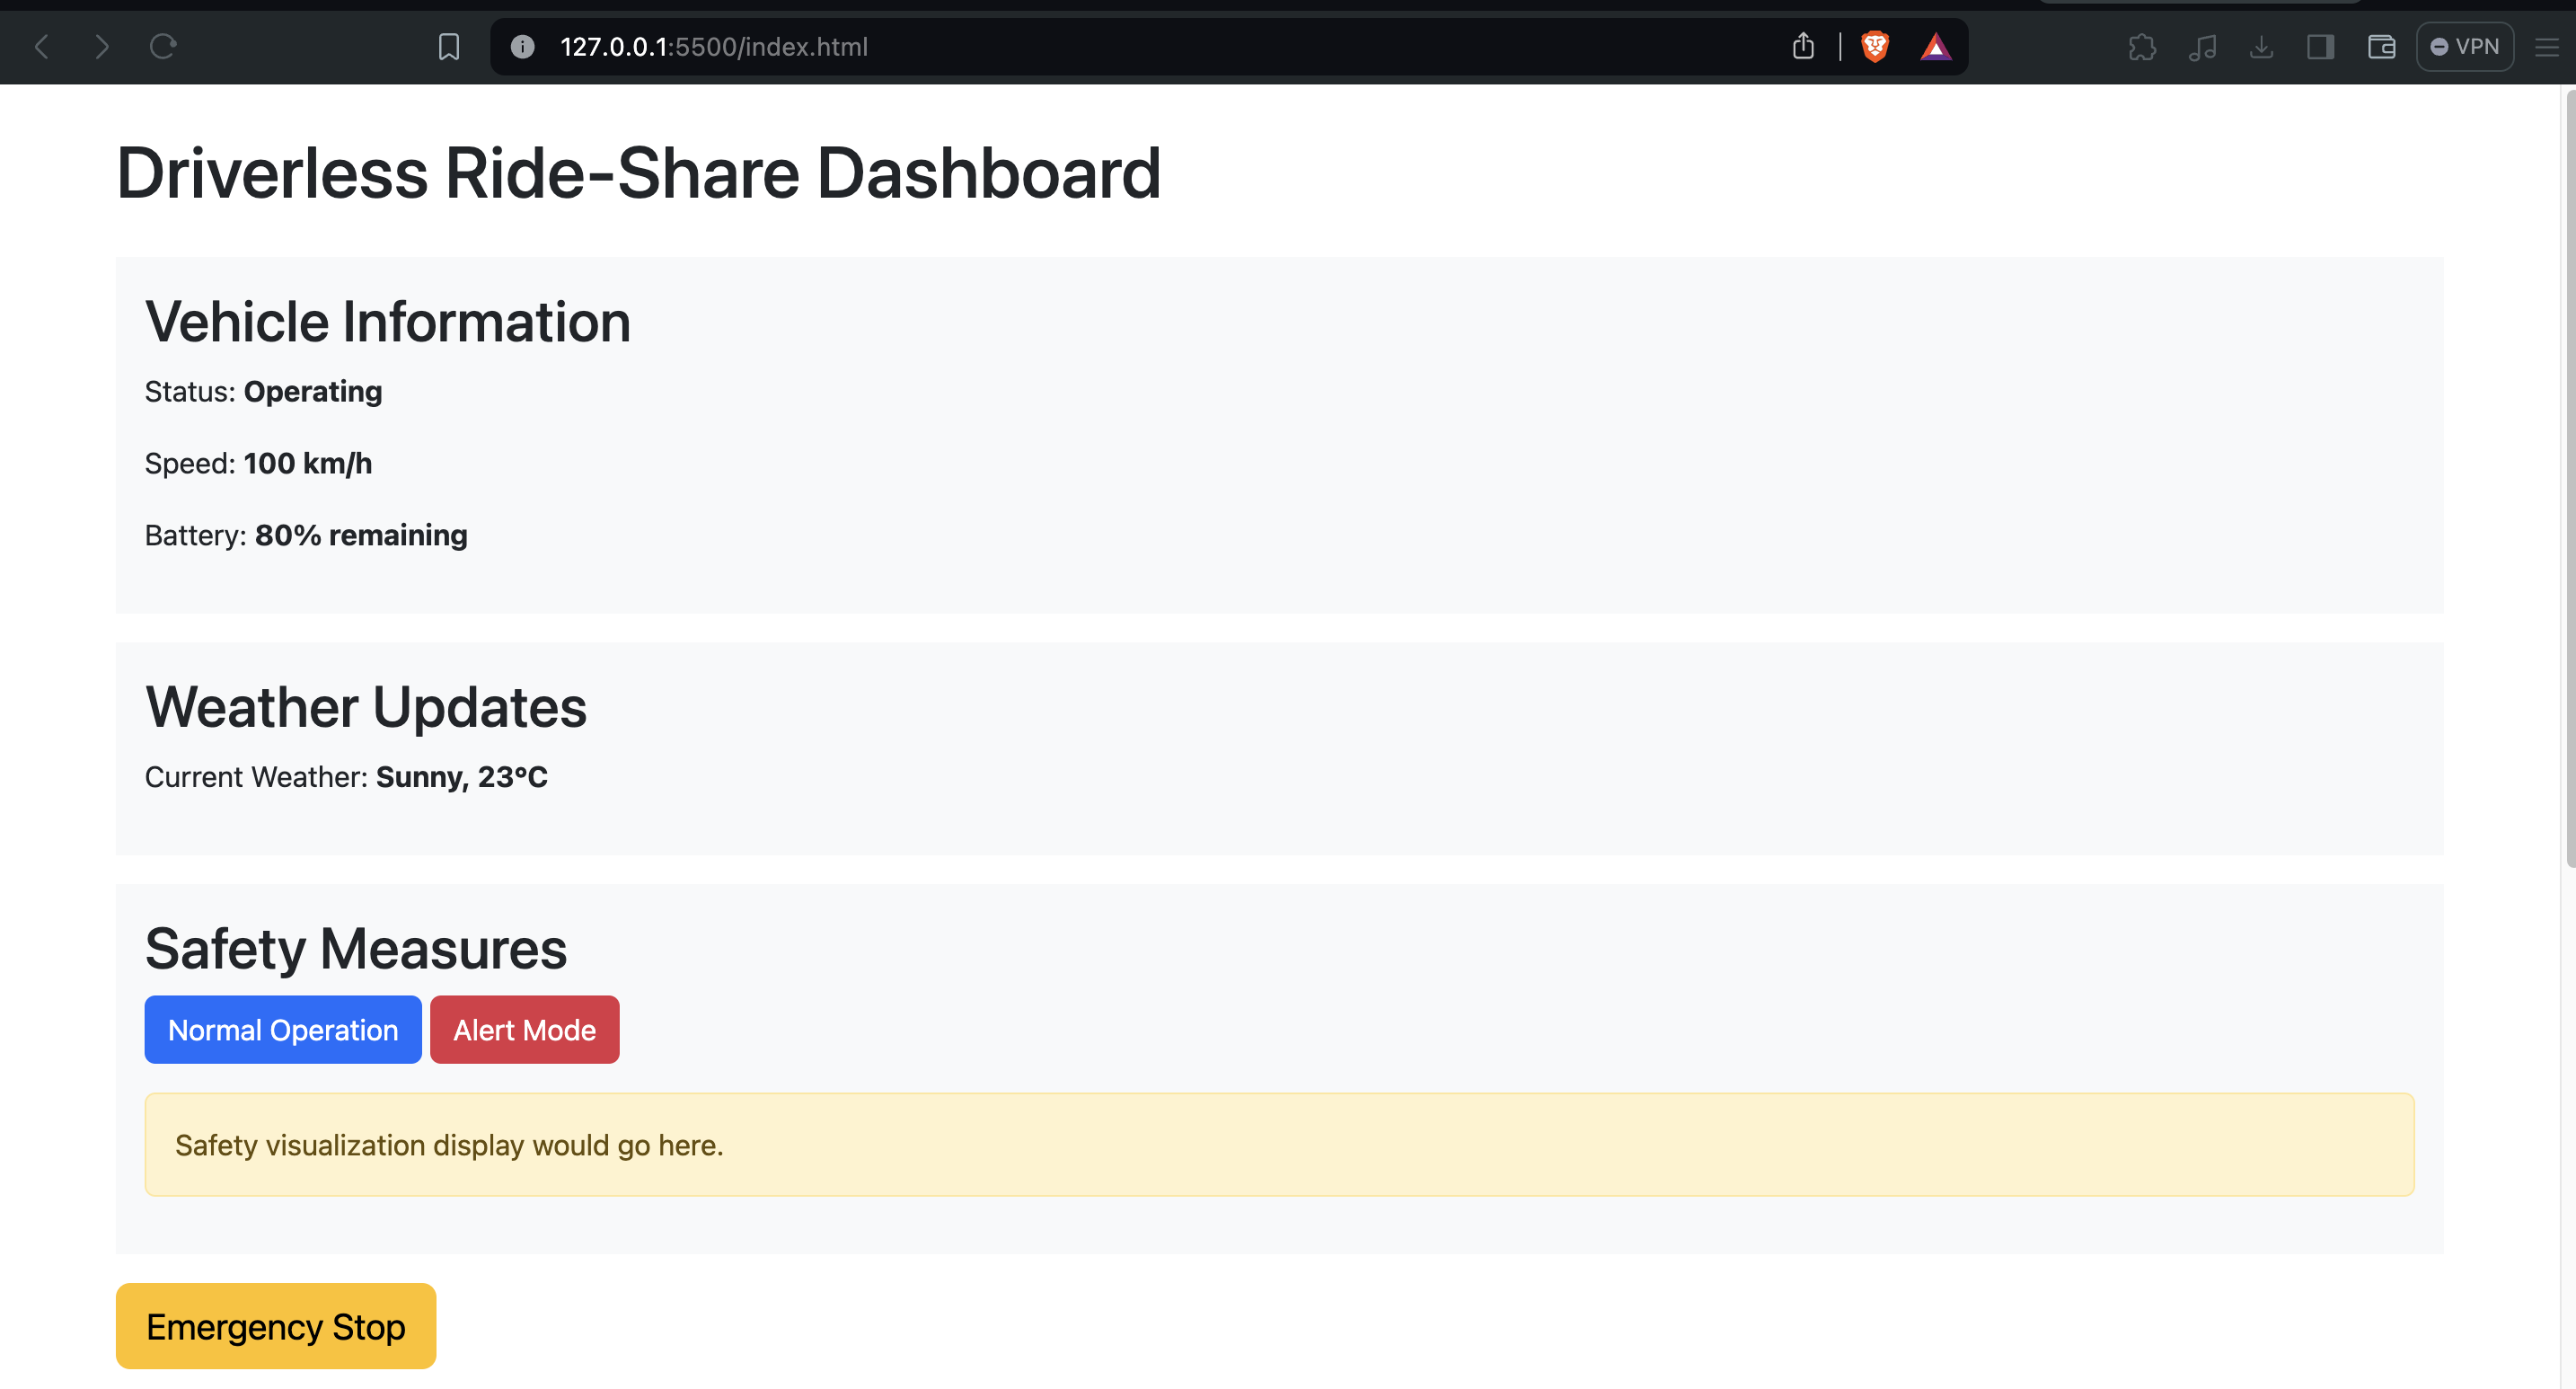 127.0.0.1:5500/index.html
VPN
Driverless Ride-Share Dashboard
Vehicle Information
Status: Operating
Speed: 100 km/h
Battery: 80% remaining
Weather Updates
Current Weather: Sunny, 23°C
Safety Measures
Normal Operation Alert Mode
Safety visualization display would go here.
Emergency Stop